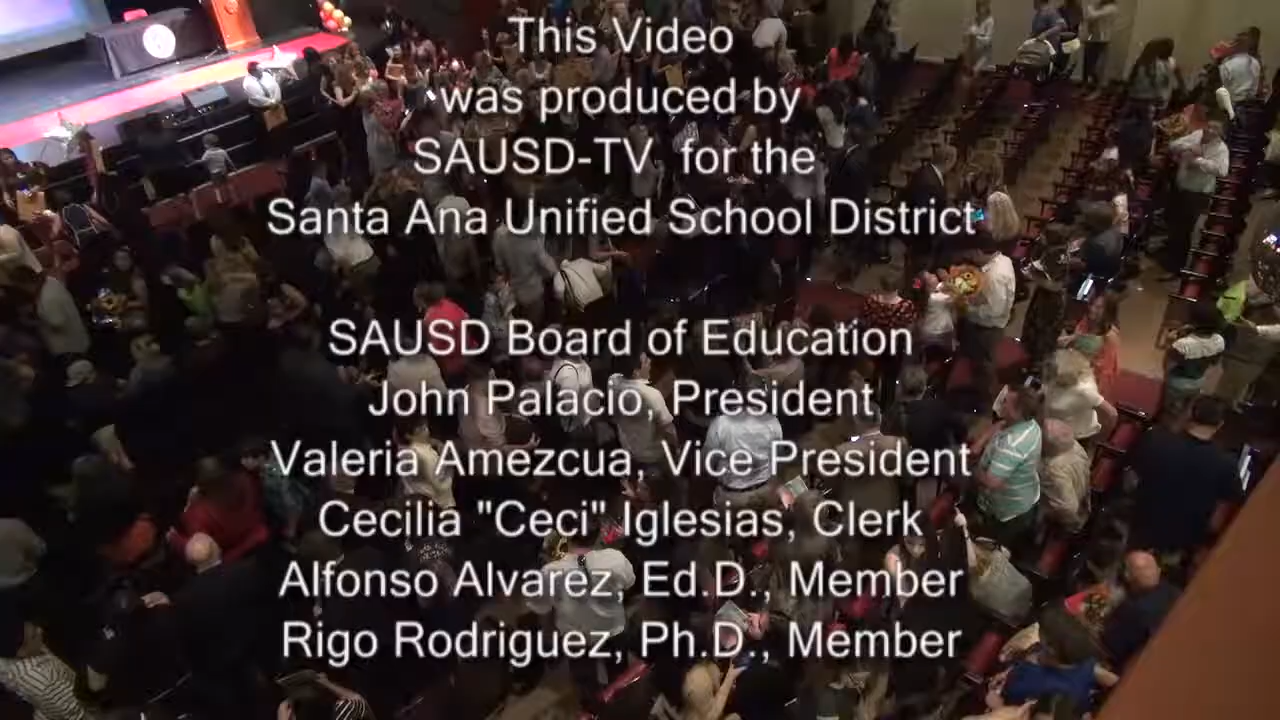 This Video
was produced by
SAUSD-TV for the
Santa Ana Unified School District
SAUSD Board of Education
John Palacio, President
Valeria Amezcua, Vice President
Cecilia "Ceci" Iglesias, Clerk
Alfonso Alvarez, Ed.D., Member
Rigo Rodriguez, Ph.D., Member